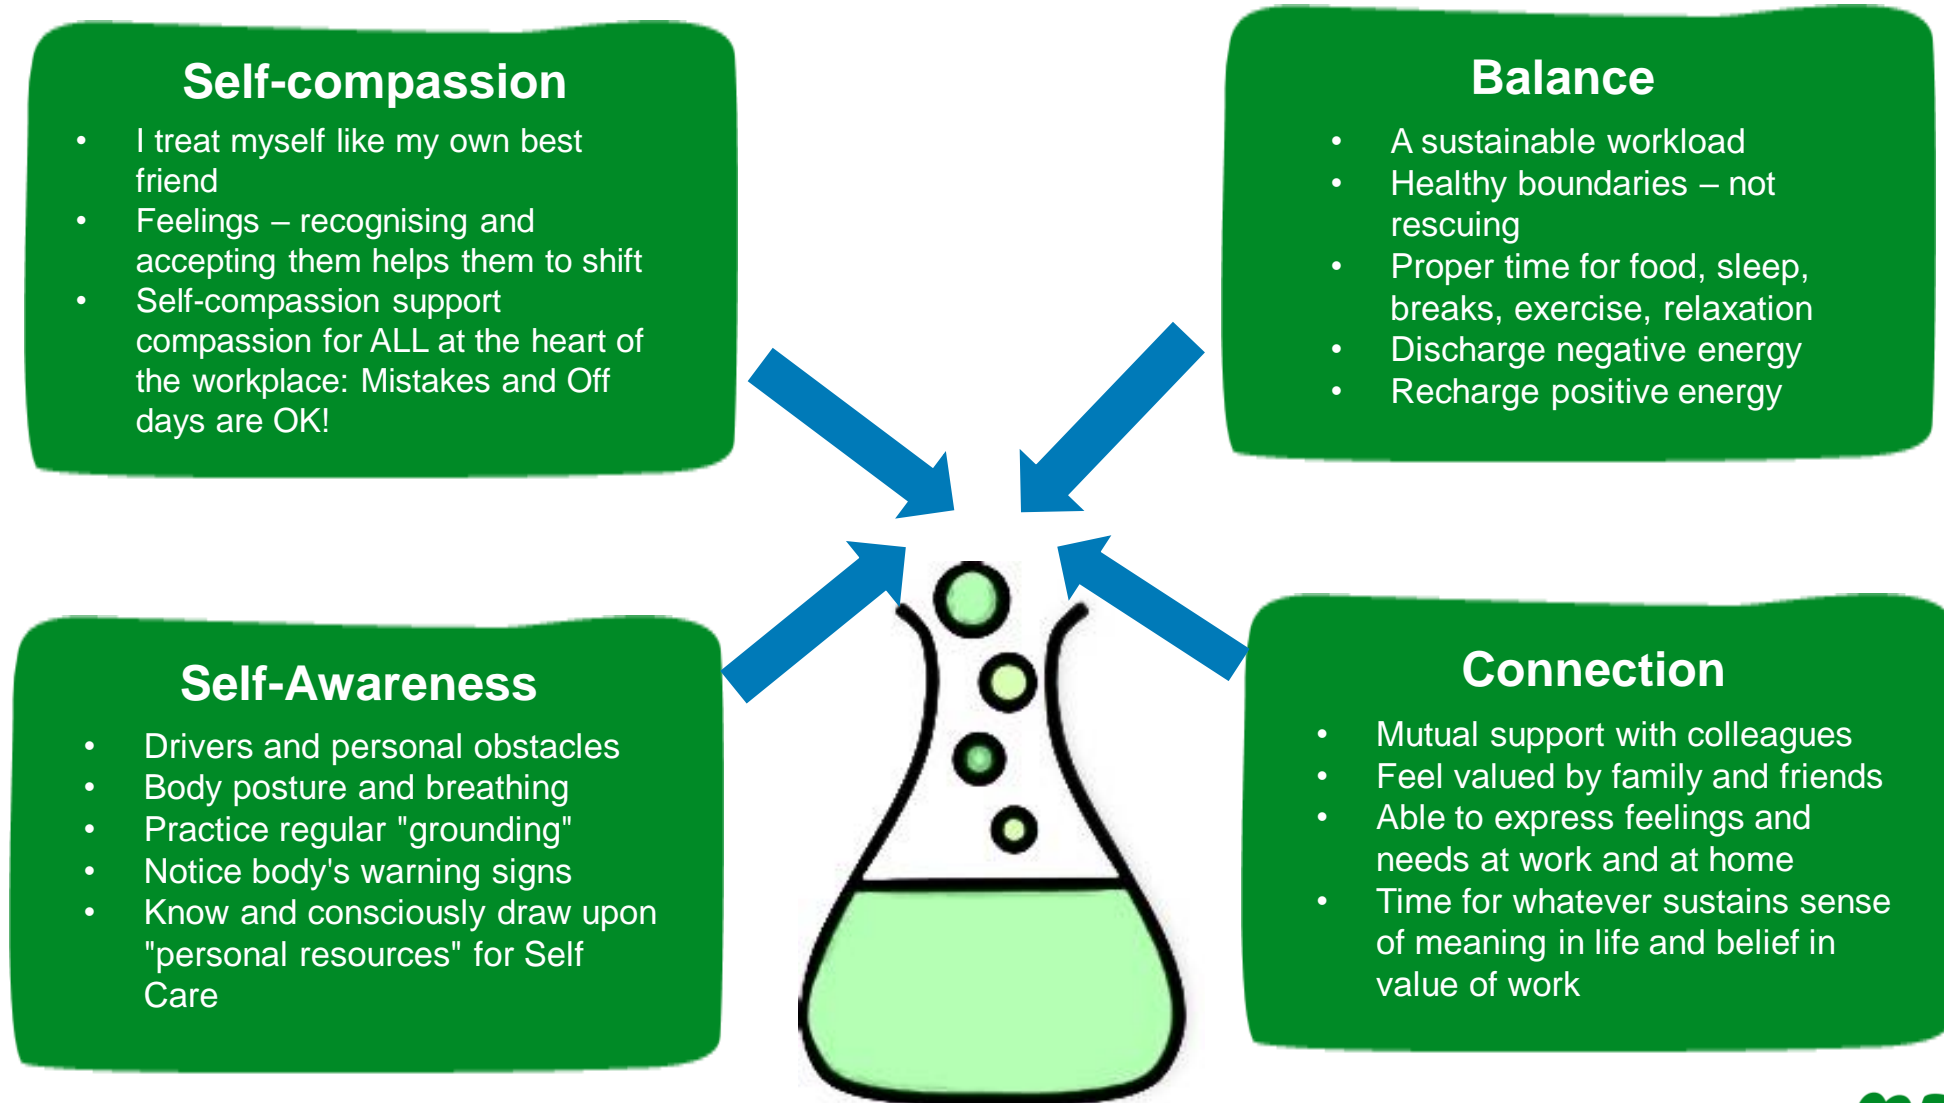 Self-compassion
• I treat myself like my own best
friend
• Feelings – recognising and
accepting them helps them to shift
• Self-compassion support
compassion for ALL at the heart of
the workplace: Mistakes and Off
days are OK!
Balance
• A sustainable workload
• Healthy boundaries – not
rescuing
• Proper time for food, sleep,
breaks, exercise, relaxation
• Discharge negative energy
• Recharge positive energy
Self-Awareness
• Drivers and personal obstacles
• Body posture and breathing
• Practice regular "grounding"
• Notice body's warning signs
• Know and consciously draw upon
"personal resources" for Self
Care
Connection
• Mutual support with colleagues
• Feel valued by family and friends
• Able to express feelings and
needs at work and at home
• Time for whatever sustains sense
of meaning in life and belief in
value of work